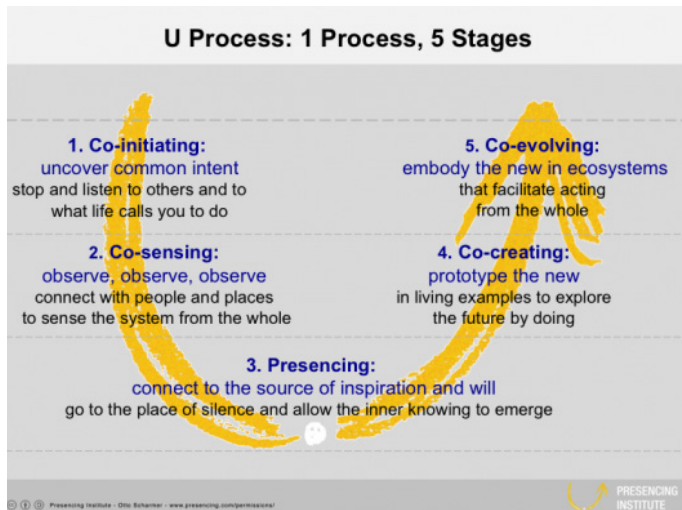 U Process: 1 Process, 5 Stages
1. Co-initiating:
uncover common intent
stop and listen to others and to
what life calls you to do
5. Co-evolving:
embody the new in ecosystems
that facilitate acting
from the whole
2. Co-sensing:
observe, observe, observe
connect with people and places
to sense the system from the whole
4. Co-creating:
prototype the new
in living examples to explore
the future by doing
3. Presencing:
connect to the source of inspiration and will
go to the place of silence and allow the inner knowing to emerge
Presencing Institute - Otto Scharmer - www.presencing.com/permissions/
PRESENCING
INSTITUTE